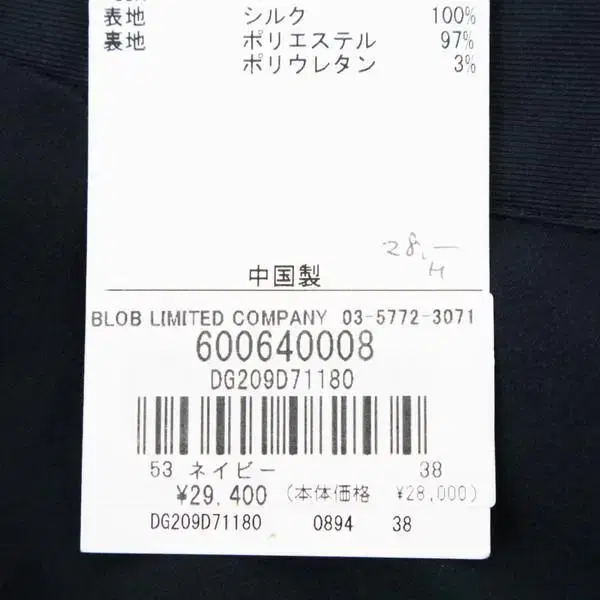 表地 シルク 100%
裏地 ポリエステル 97%
ポリウレタン 3%
28,—
H
中国製
BLOB LIMITED COMPANY 03-5772-3071
600640008
DG209D71180
53 ネイビー 38
¥29,400 (本体価格 ¥28,000)
DG209D71180 0894 38